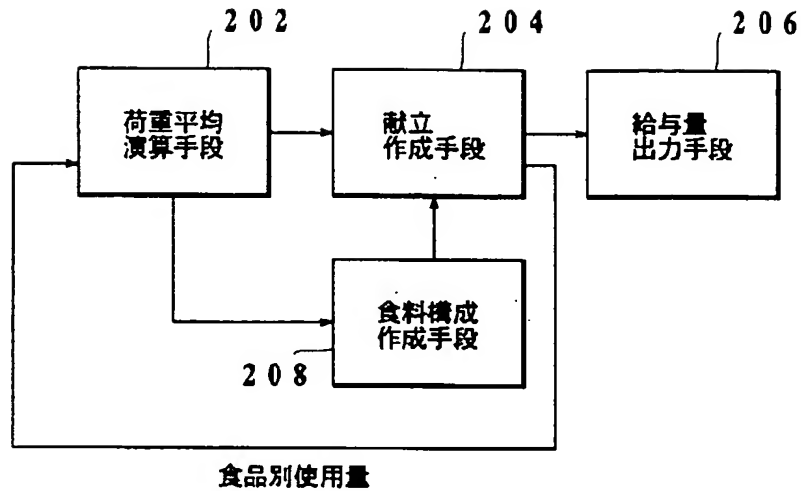 202
204
206
荷重平均
演算手段
献立
作成手段
給与量
出力手段
食料構成
作成手段
208
食品別使用量